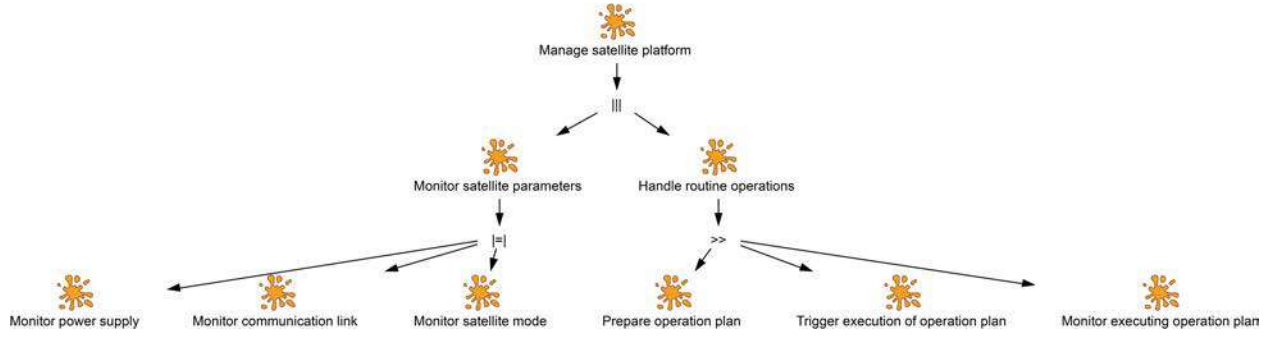 Manage satellite platform
|||
Monitor satellite parameters
Handle routine operations
|=|
>>
Monitor power supply
Monitor communication link
Monitor satellite mode
Prepare operation plan
Trigger execution of operation plan
Monitor executing operation plan